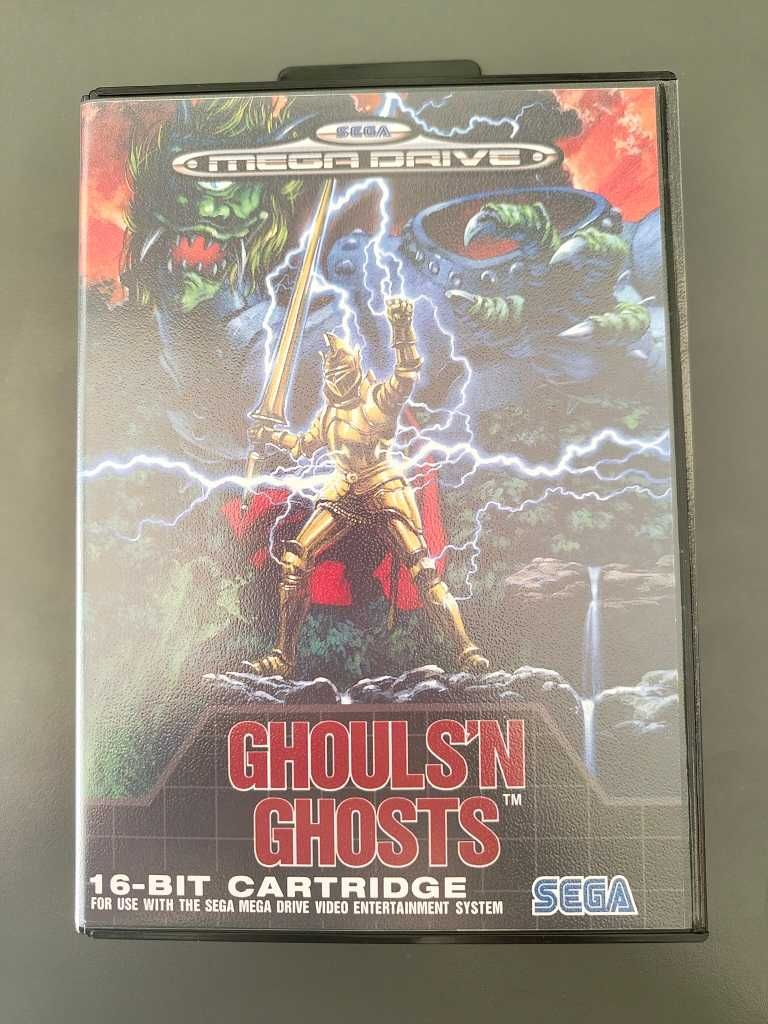 SEGA
MEGA DRIVE
GHOULS'N
GHOSTS™
16-BIT CARTRIDGE
FOR USE WITH THE SEGA MEGA DRIVE VIDEO ENTERTAINMENT SYSTEM
SEGA